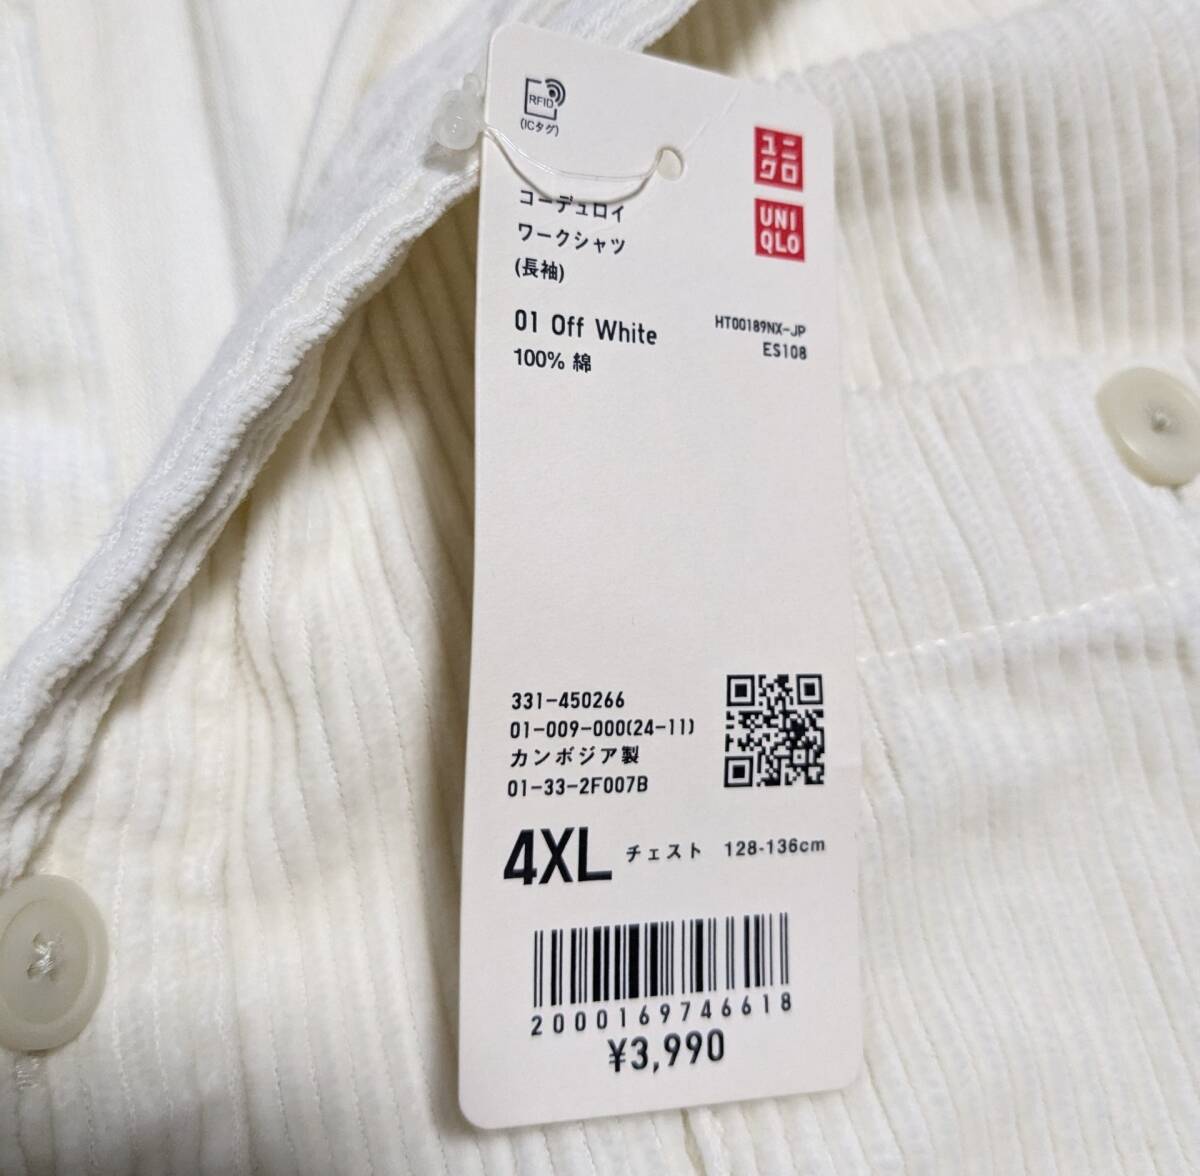 RFID
(ICタグ)
ユニ
クロ
UNI
QLO
コーデュロイ
ワークシャツ
(長袖)
01 Off White
100% 綿
HT00189NX-JP
ES108
331-450266
01-009-000(24-11)
カンボジア製
01-33-2F007B
4XL チェスト 128-136cm
2000169746618
¥3,990